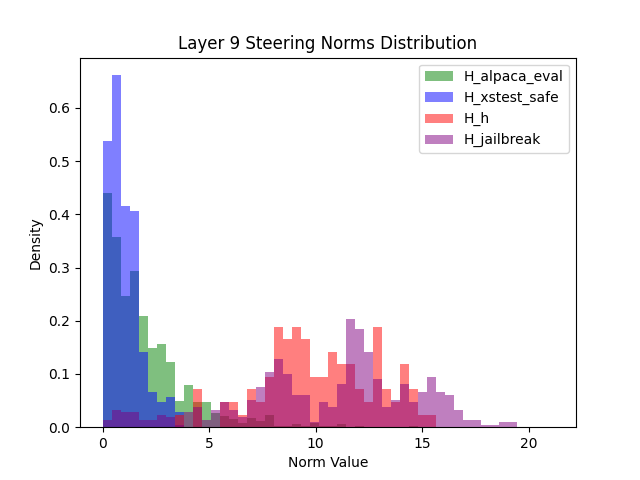 Layer 9 Steering Norms Distribution
H_alpaca_eval
H_xstest_safe
H_h
H_jailbreak
Density
0.6
0.5
0.4
0.3
0.2
0.1
0.0
0 5 10 15 20
Norm Value